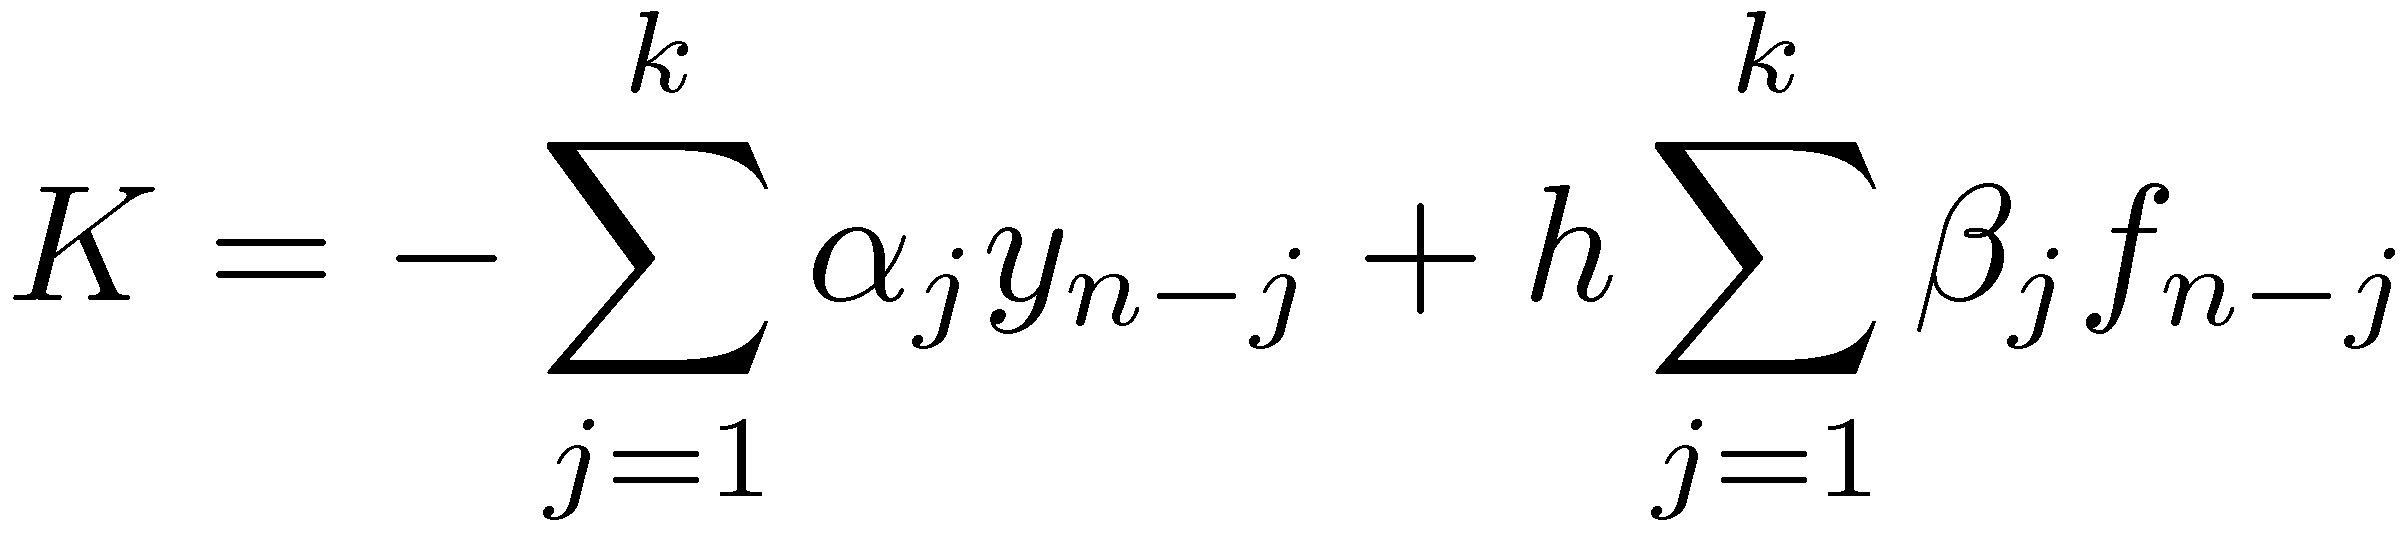 K = -\sum_{j=1}^{k} \alpha_j y_{n-j} + h \sum_{j=1}^{k} \beta_j f_{n-j}